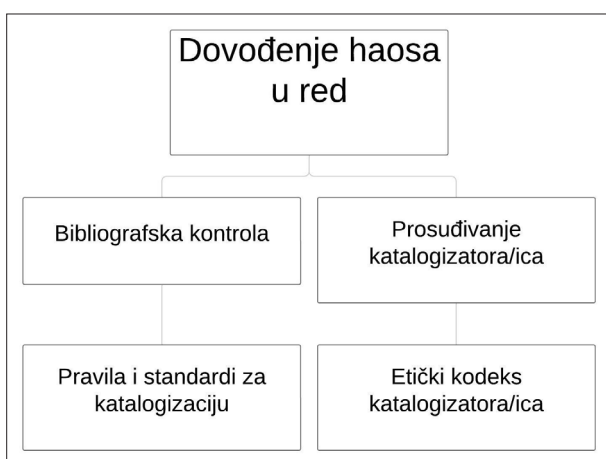 Dovođenje haosa
u red
Bibliografska kontrola
Prosuđivanje
katalogizatora/ica
Pravila i standardi za
katalogizaciju
Etički kodeks
katalogizatora/ica